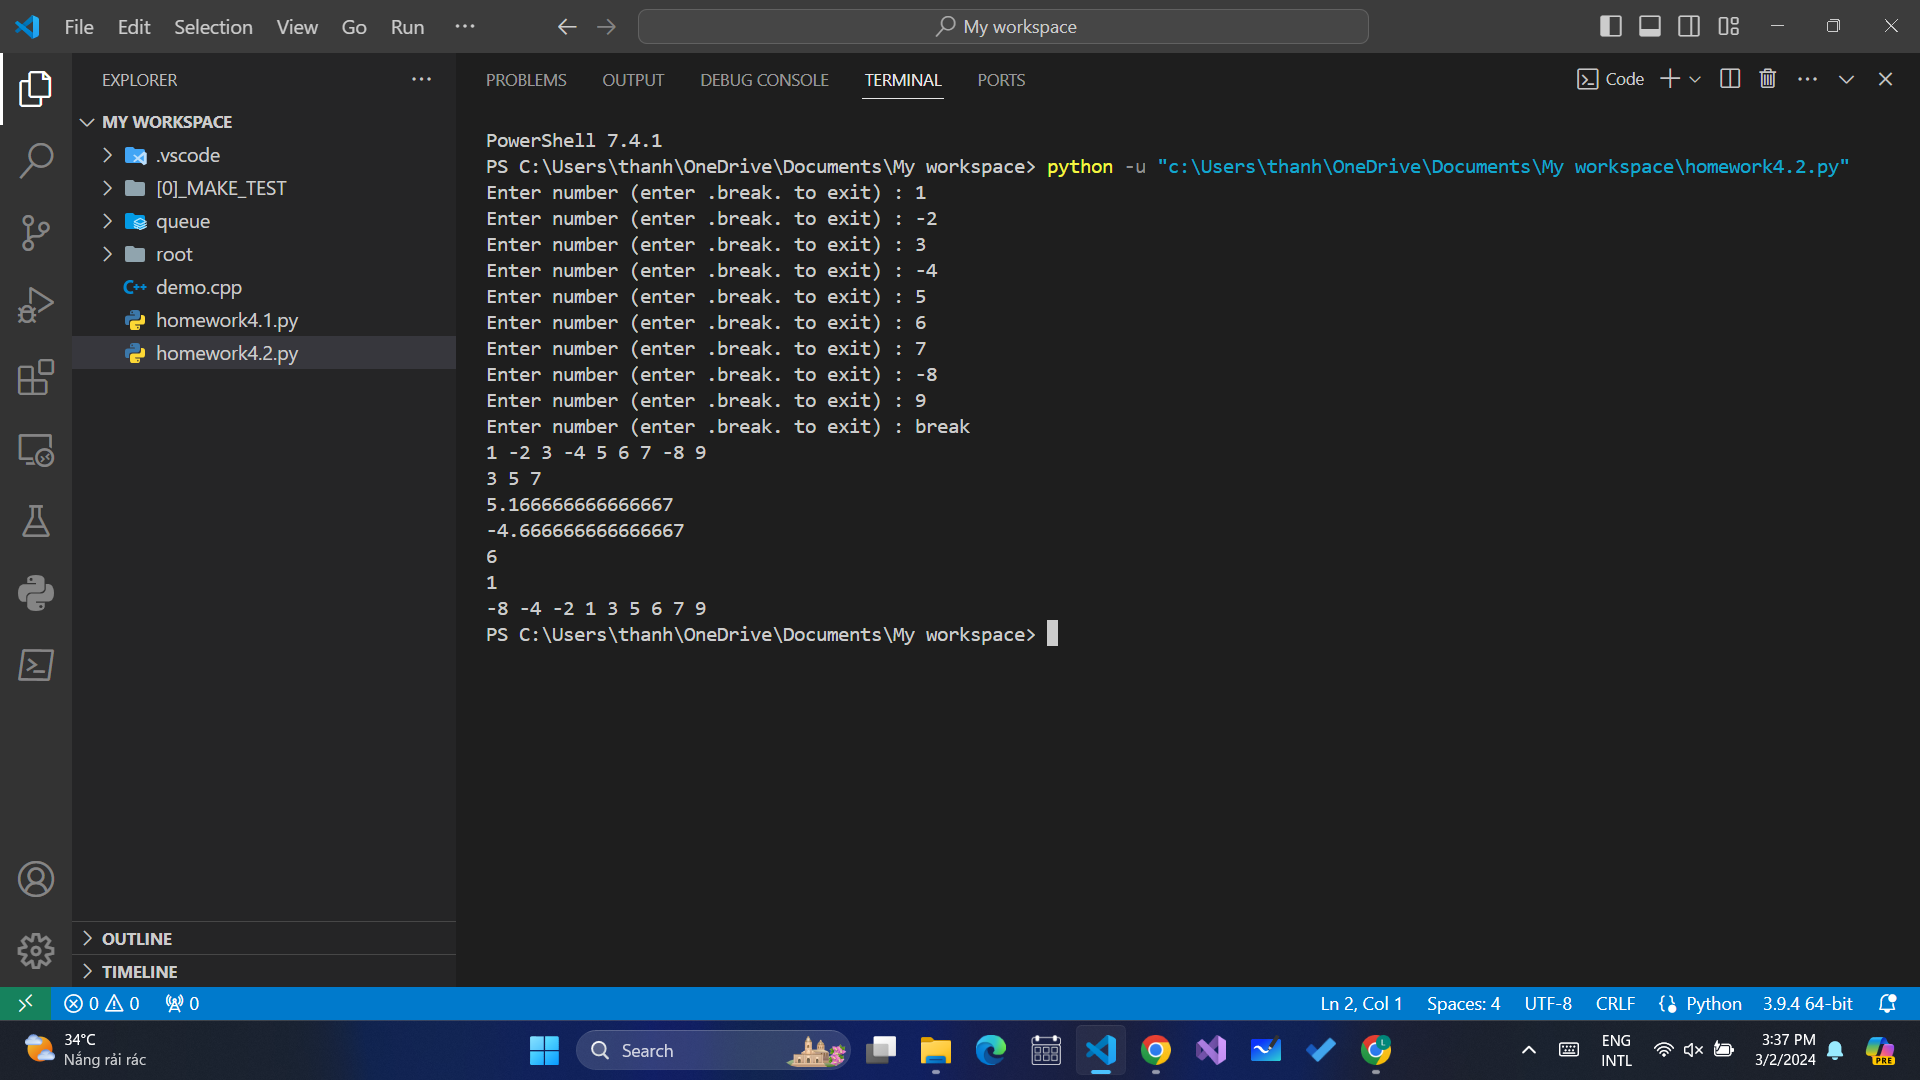 File Edit Selection View Go Run ··· My workspace
EXPLORER ···
MY WORKSPACE
.vscode
[0]_MAKE_TEST
queue
root
C++ demo.cpp
homework4.1.py
homework4.2.py
OUTLINE
TIMELINE
PROBLEMS OUTPUT DEBUG CONSOLE TERMINAL PORTS Code
PowerShell 7.4.1
PS C:\Users\thanh\OneDrive\Documents\My workspace> python -u "c:\Users\thanh\OneDrive\Documents\My workspace\homework4.2.py"
Enter number (enter .break. to exit) : 1
Enter number (enter .break. to exit) : -2
Enter number (enter .break. to exit) : 3
Enter number (enter .break. to exit) : -4
Enter number (enter .break. to exit) : 5
Enter number (enter .break. to exit) : 6
Enter number (enter .break. to exit) : 7
Enter number (enter .break. to exit) : -8
Enter number (enter .break. to exit) : 9
Enter number (enter .break. to exit) : break
1 -2 3 -4 5 6 7 -8 9
3 5 7
5.166666666666667
-4.666666666666667
6
1
-8 -4 -2 1 3 5 6 7 9
PS C:\Users\thanh\OneDrive\Documents\My workspace>
0 0 0 Ln 2, Col 1 Spaces: 4 UTF-8 CRLF {} Python 3.9.4 64-bit
34°C
Nắng rải rác
Search
L
ENG
INTL
3:37 PM
3/2/2024
PRE